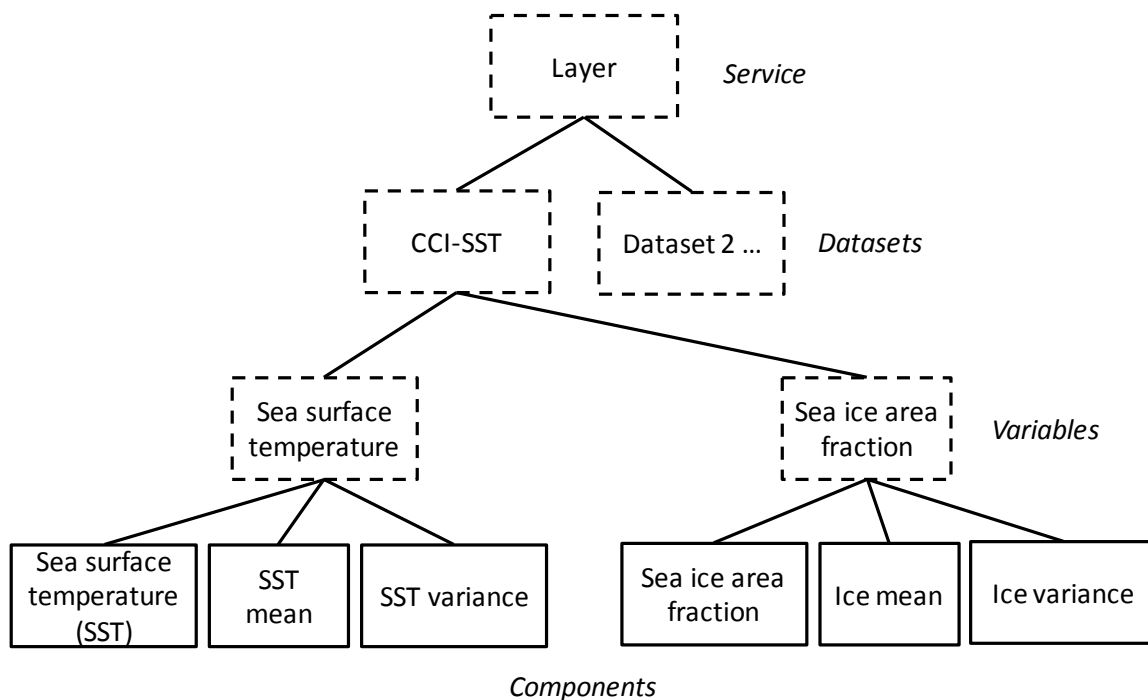 Layer
Service
CCI-SST
Dataset 2 ...
Datasets
Sea surface
temperature
Sea ice area
fraction
Variables
Sea surface
temperature
(SST)
SST
mean
SST variance
Sea ice area
fraction
Ice mean
Ice variance
Components